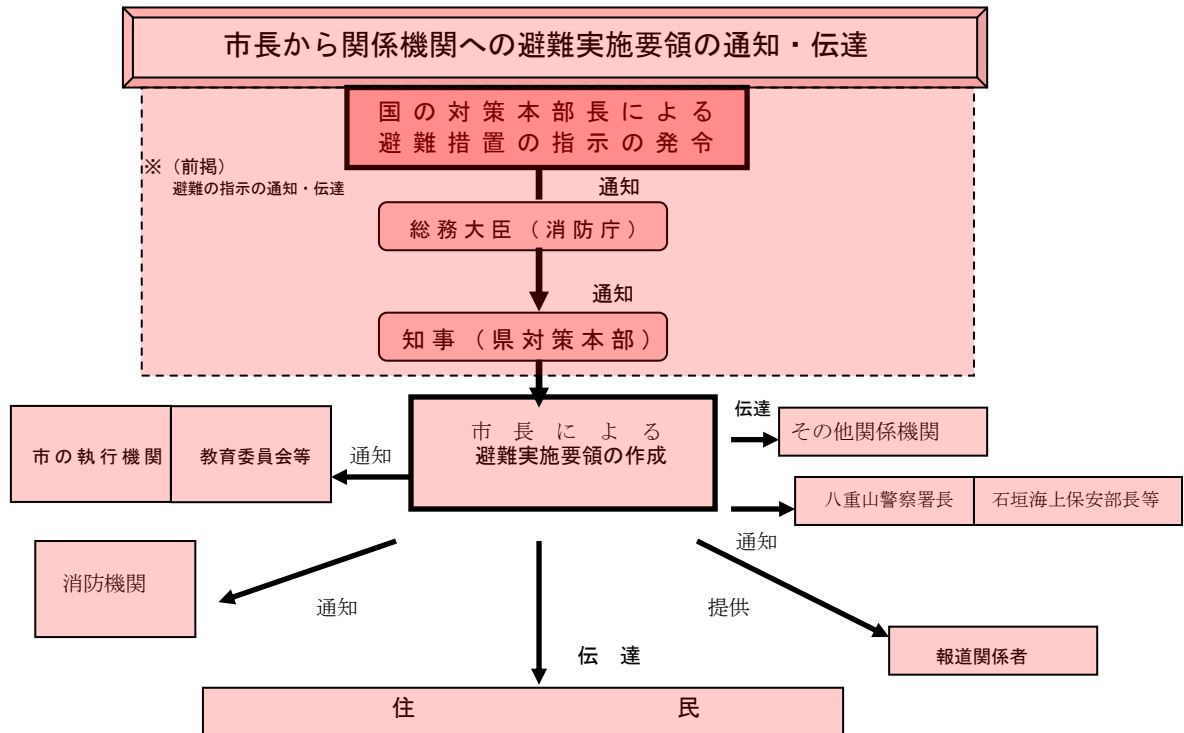 市長から関係機関への避難実施要領の通知・伝達
国の対策本部長による
避難措置の指示の発令
※（前掲）
避難の指示の通知・伝達
通知
総務大臣（消防庁）
通知
知事（県対策本部）
市長による
避難実施要領の作成
伝達
その他関係機関
市の執行機関
教育委員会等
通知
八重山警察署長
石垣海上保安部長等
通知
消防機関
通知
提供
伝 達
報道関係者
住 民